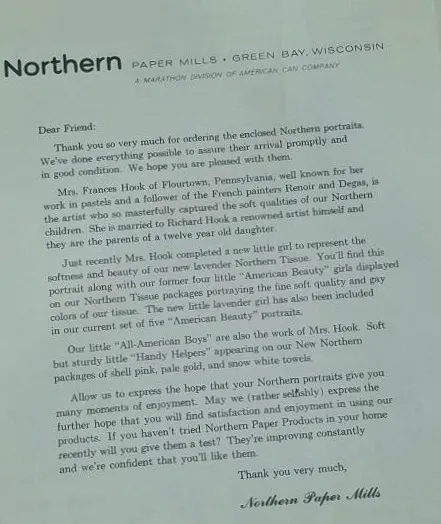 Northern PAPER MILLS • GREEN BAY, WISCONSIN
A MARATHON DIVISION OF AMERICAN CAN COMPANY
Dear Friend:
Thank you so very much for ordering the enclosed Northern portraits.
We've done everything possible to assure their arrival promptly and
in good condition. We hope you are pleased with them.
Mrs. Frances Hook of Flourtown, Pennsylvania, well known for her
work in pastels and a follower of the French painters Renoir and Degas, is
the artist who so masterfully captured the soft qualities of our Northern
children. She is married to Richard Hook a renowned artist himself and
they are the parents of a twelve year old daughter.
Just recently Mrs. Hook completed a new little girl to represent the
softness and beauty of our new lavender Northern Tissue. You'll find this
portrait along with our former four little "American Beauty" girls displayed
on our Northern Tissue packages portraying the fine soft quality and gay
colors of our tissue. The new little lavender girl has also been included
in our current set of five "American Beauty" portraits.
Our little "All-American Boys" are also the work of Mrs. Hook. Soft
but sturdy little "Handy Helpers" appearing on our New Northern
packages of shell pink, pale gold, and snow white towels.
Allow us to express the hope that your Northern portraits give you
many moments of enjoyment. May we (rather selfishly) express the
further hope that you will find satisfaction and enjoyment in using our
products. If you haven't tried Northern Paper Products in your home
recently will you give them a test? They're improving constantly
and we're confident that you'll like them.
Thank you very much,
Northern Paper Mills